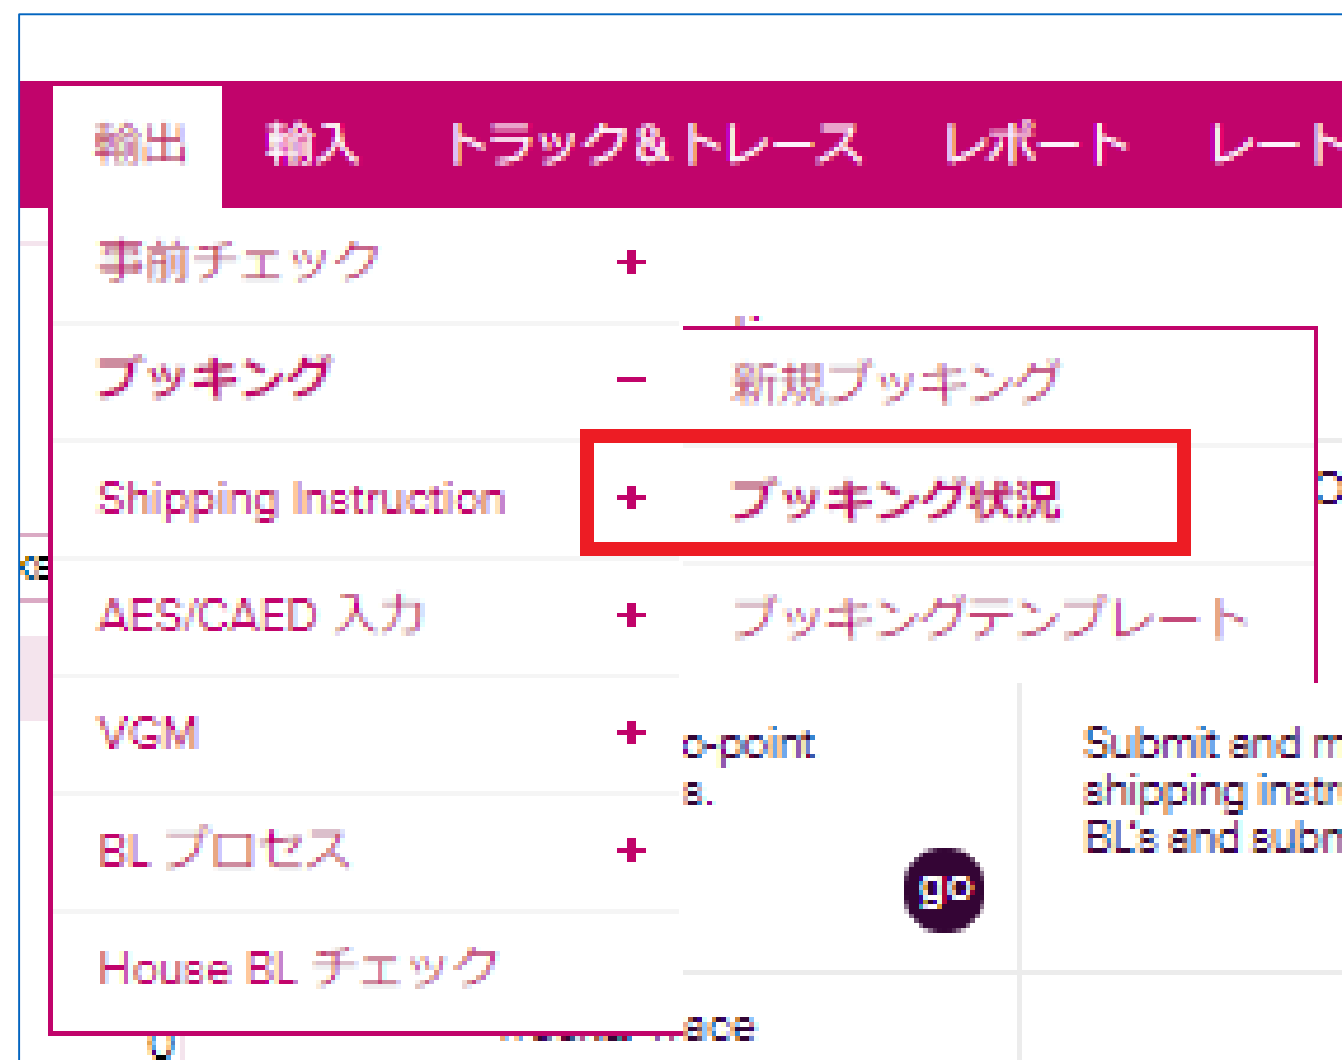 輸出 輸入 トラック&トレース レポート レート
事前チェック +
ブッキング − 新規ブッキング
Shipping Instruction + ブッキング状況
AES/CAED 入力 + ブッキングテンプレート
VGM + o-point Submit and m
s. shipping instr
BL プロセス + BL's and subm
go
House BL チェック
ace